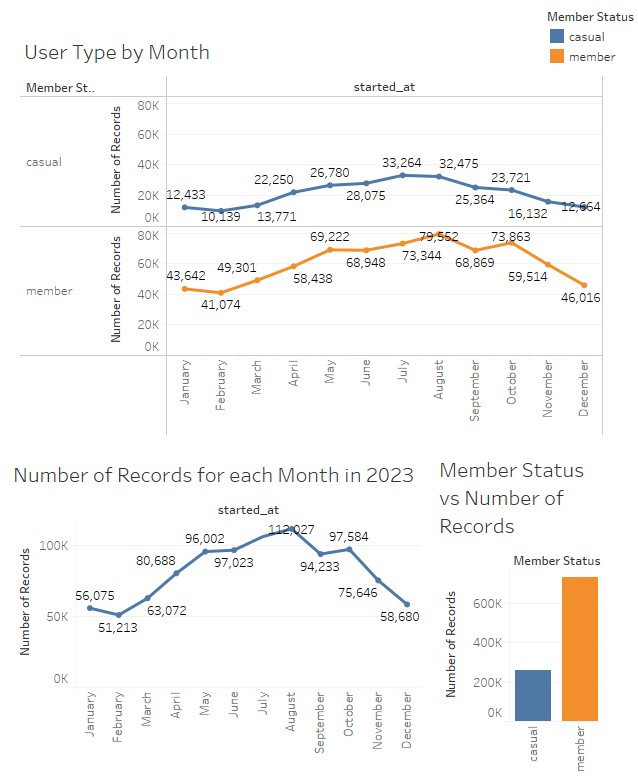 Member Status
casual
member
User Type by Month
Member St..
started_at
casual
Number of Records
80K
60K
40K
20K
0K
12,433
10,139
13,771
22,250
26,780
28,075
33,264
32,475
25,364
23,721
16,132
12,664
member
Number of Records
80K
60K
40K
20K
0K
43,642
41,074
49,301
58,438
69,222
68,948
73,344
79,552
68,869
73,863
59,514
46,016
January
February
March
April
May
June
July
August
September
October
November
December
Number of Records for each Month in 2023
started_at
Number of Records
100K
50K
0K
56,075
51,213
63,072
80,688
96,002
97,023
112,027
94,233
97,584
75,646
58,680
January
February
March
April
May
June
July
August
September
October
November
December
Member Status
vs Number of
Records
Member Status
Number of Records
600K
400K
200K
0K
casual
member